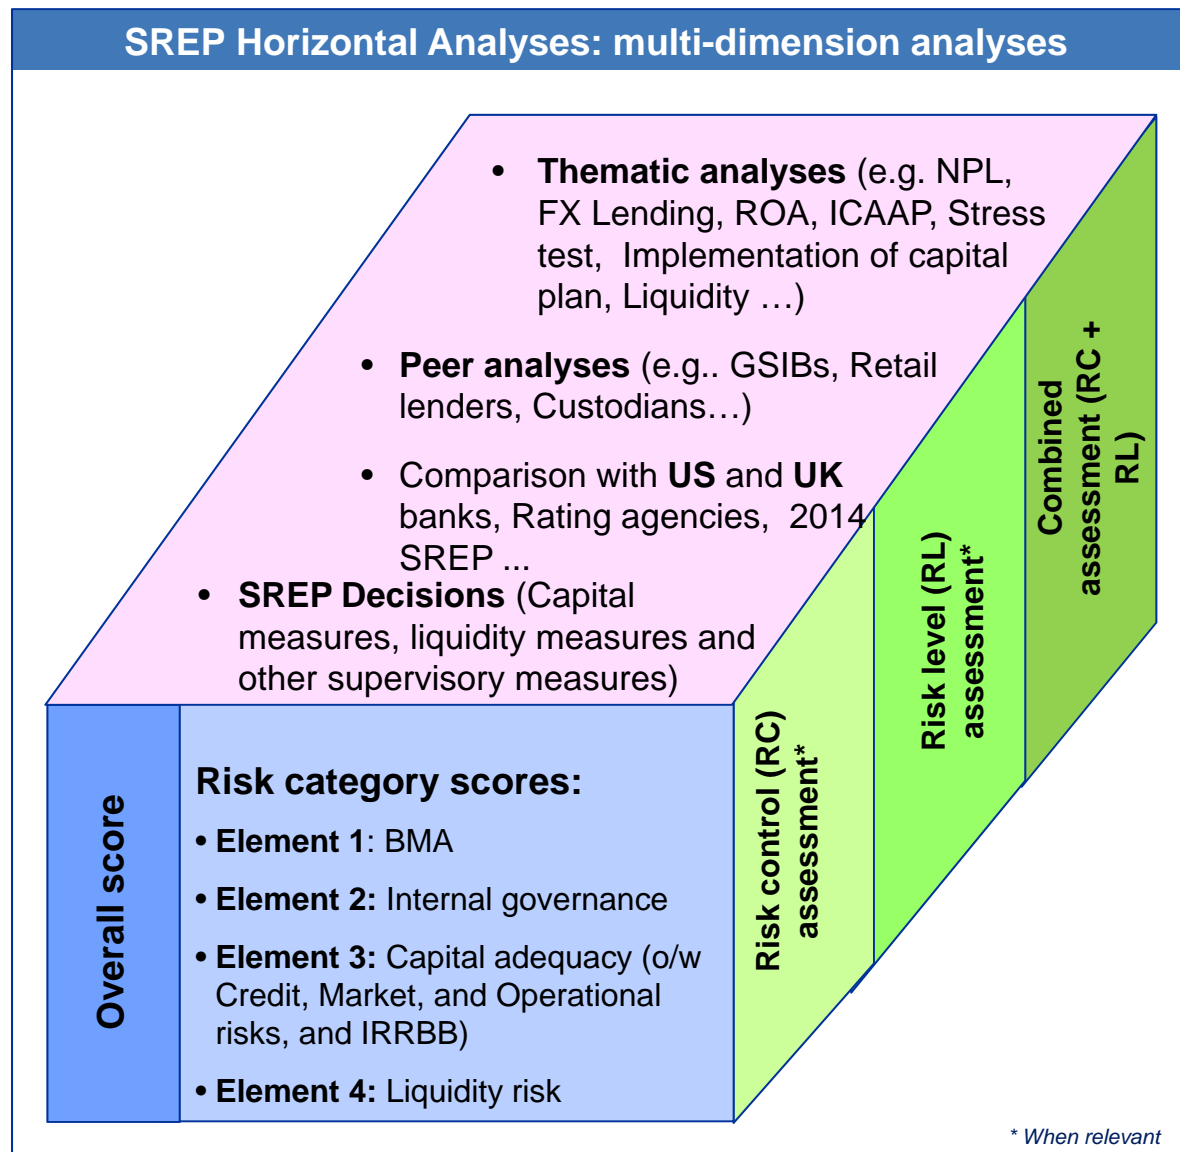 SREP Horizontal Analyses: multi-dimension analyses
• Thematic analyses (e.g. NPL,
FX Lending, ROA, ICAAP, Stress
test,  Implementation of capital
plan, Liquidity …)
• Peer analyses (e.g.. GSIBs, Retail
lenders, Custodians…)
• Comparison with US and UK
banks, Rating agencies,  2014
SREP ...
• SREP Decisions (Capital
measures, liquidity measures and
other supervisory measures)
Overall score
Risk category scores:
• Element 1: BMA
• Element 2: Internal governance
• Element 3: Capital adequacy (o/w
Credit, Market, and Operational
risks, and IRRBB)
• Element 4: Liquidity risk
Risk control (RC)
assessment*
Risk level (RL)
assessment*
Combined
assessment (RC +
RL)
* When relevant